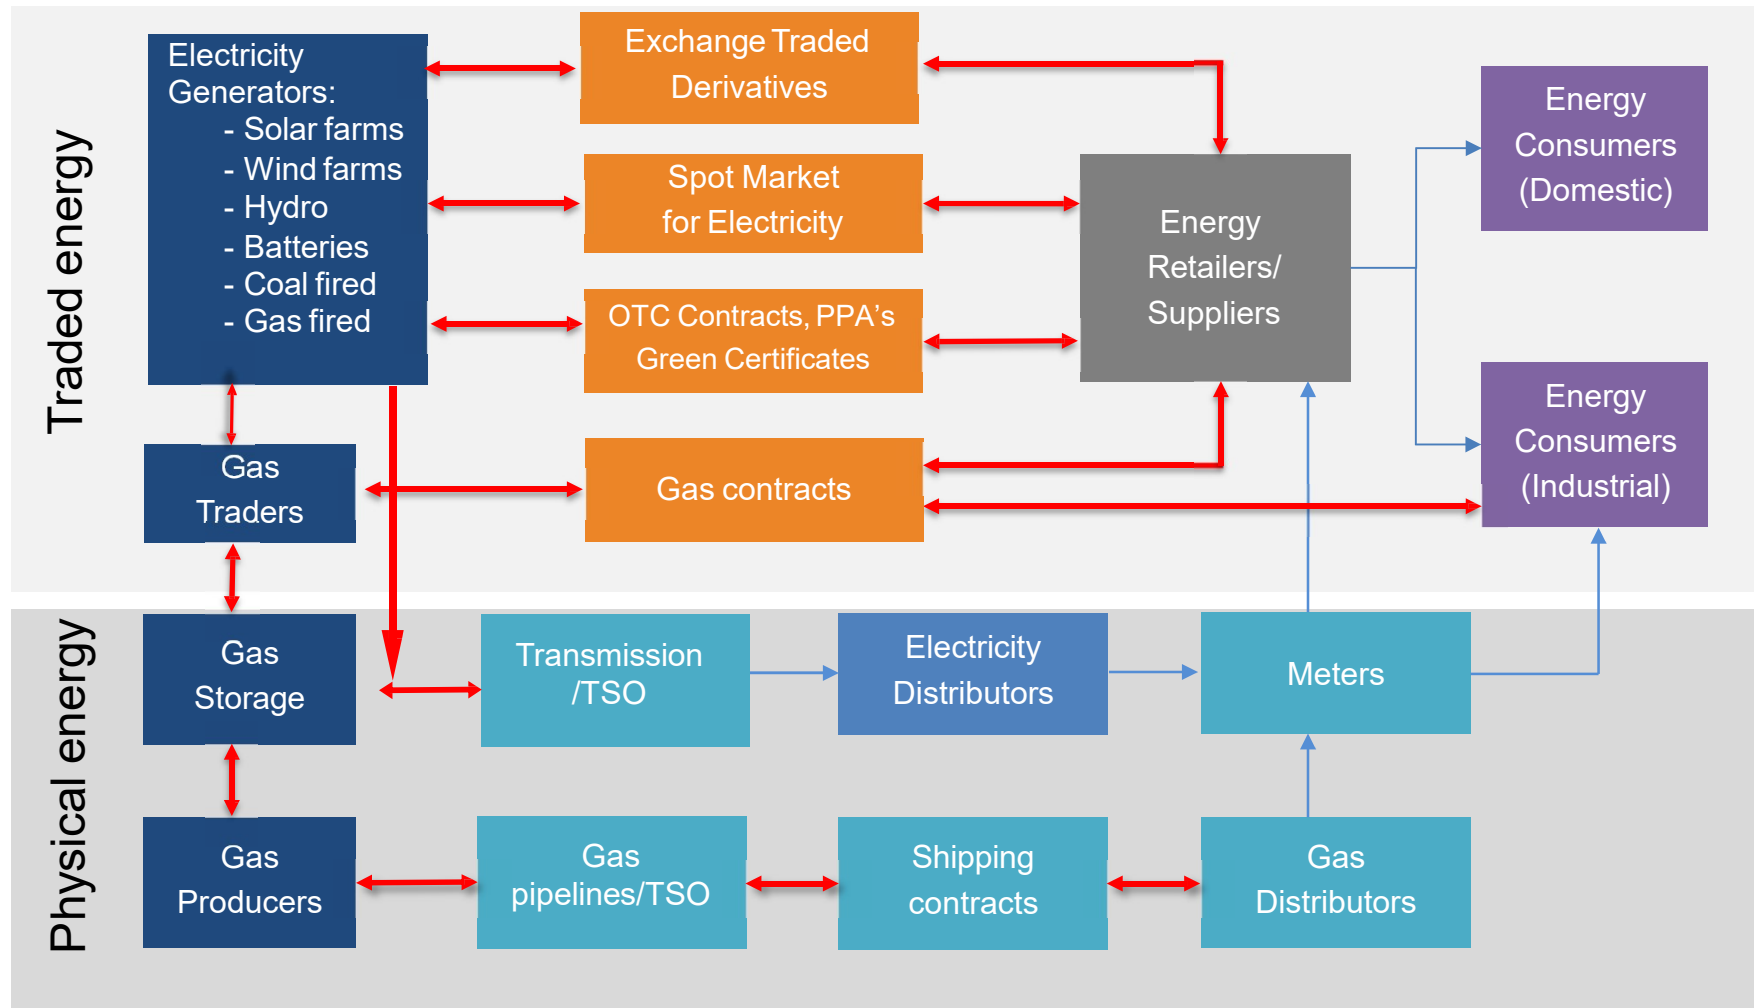 Traded energy
Electricity
Generators:
- Solar farms
- Wind farms
- Hydro
- Batteries
- Coal fired
- Gas fired
Exchange Traded
Derivatives
Spot Market
for Electricity
OTC Contracts, PPA’s
Green Certificates
Energy
Retailers/
Suppliers
Energy
Consumers
(Domestic)
Energy
Consumers
(Industrial)
Gas
Traders
Gas contracts
Physical energy
Gas
Storage
Transmission
/TSO
Electricity
Distributors
Meters
Gas
Producers
Gas
pipelines/TSO
Shipping
contracts
Gas
Distributors